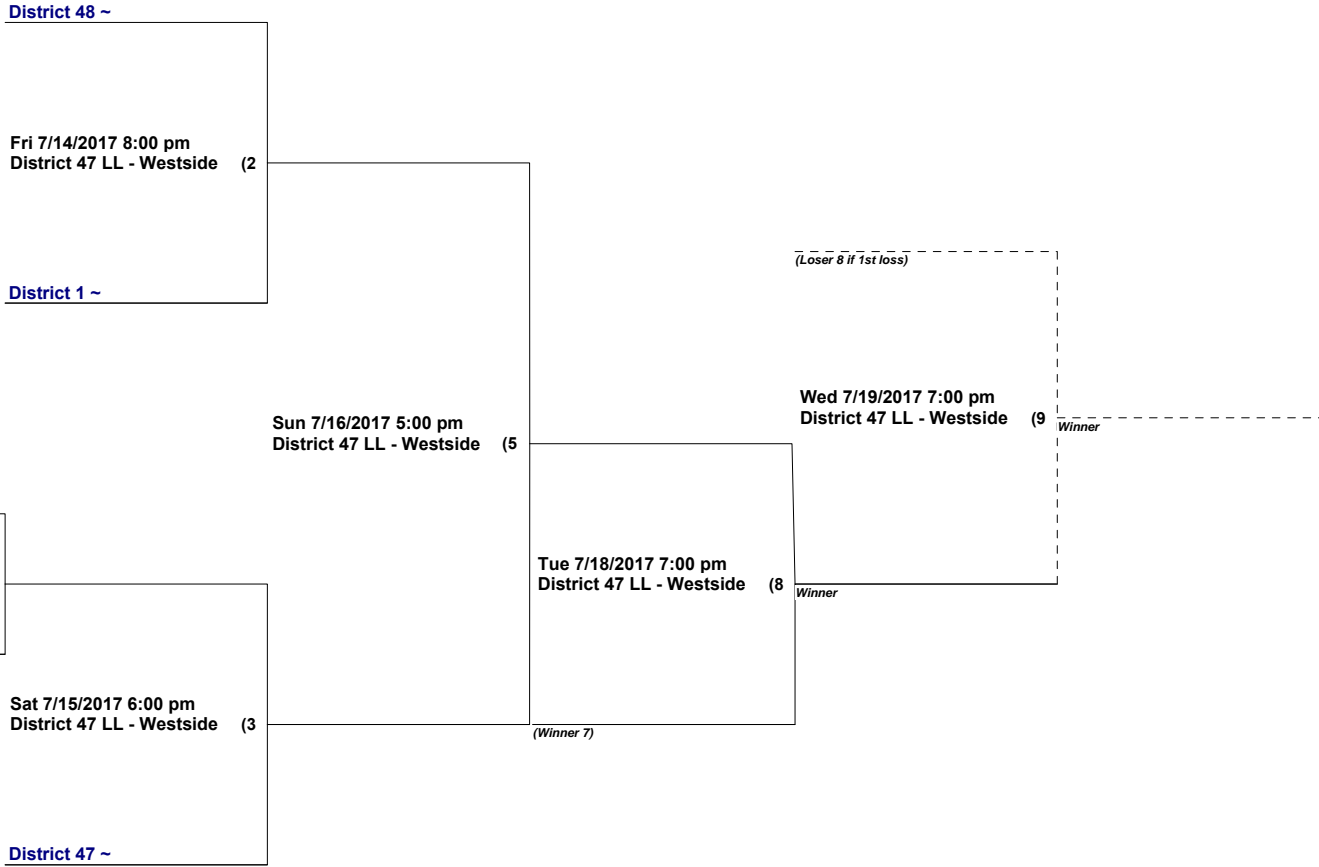 District 48 ~
Fri 7/14/2017 8:00 pm
District 47 LL - Westside (2
District 1 ~
(Loser 8 if 1st loss)
Wed 7/19/2017 7:00 pm
District 47 LL - Westside (9
Winner
Sun 7/16/2017 5:00 pm
District 47 LL - Westside (5
Tue 7/18/2017 7:00 pm
District 47 LL - Westside (8
Winner
Sat 7/15/2017 6:00 pm
District 47 LL - Westside (3
(Winner 7)
District 47 ~